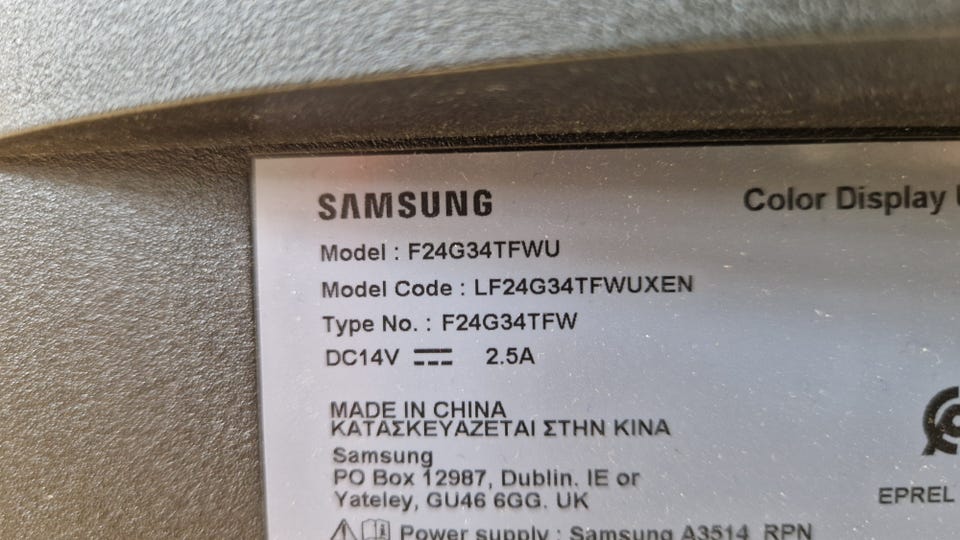 SAMSUNG
Color Display
Model : F24G34TFWU
Model Code : LF24G34TFWUXEN
Type No. : F24G34TFW
DC14V ⎓ 2.5A
MADE IN CHINA
ΚΑΤΑΣΚΕΥΑΖΕΤΑΙ ΣΤΗΝ ΚΙΝΑ
Samsung
PO Box 12987, Dublin. IE or
Yateley, GU46 6GG. UK
EPREL
Power supply : Samsung A3514_RPN